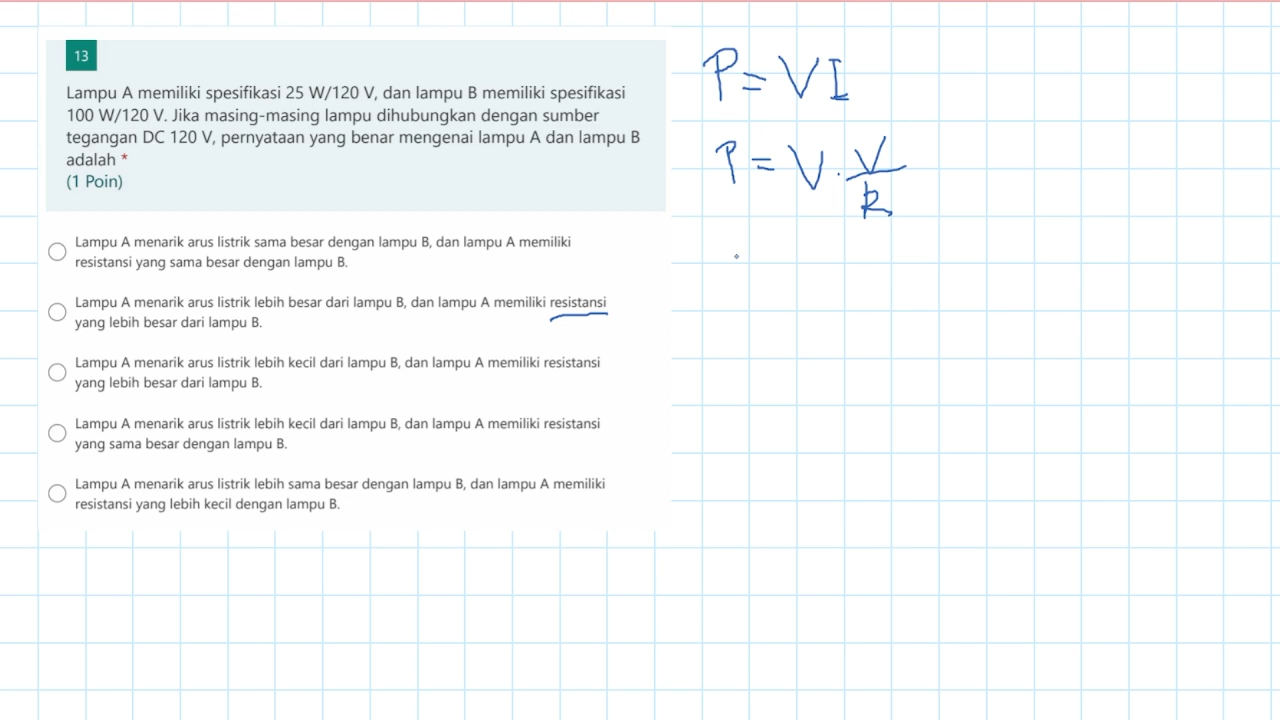 13
Lampu A memiliki spesifikasi 25 W/120 V, dan lampu B memiliki spesifikasi
100 W/120 V. Jika masing-masing lampu dihubungkan dengan sumber
tegangan DC 120 V, pernyataan yang benar mengenai lampu A dan lampu B
adalah *
(1 Poin)
Lampu A menarik arus listrik sama besar dengan lampu B, dan lampu A memiliki
resistansi yang sama besar dengan lampu B.
Lampu A menarik arus listrik lebih besar dari lampu B, dan lampu A memiliki resistansi
yang lebih besar dari lampu B.
Lampu A menarik arus listrik lebih kecil dari lampu B, dan lampu A memiliki resistansi
yang lebih besar dari lampu B.
Lampu A menarik arus listrik lebih kecil dari lampu B, dan lampu A memiliki resistansi
yang sama besar dengan lampu B.
Lampu A menarik arus listrik lebih sama besar dengan lampu B, dan lampu A memiliki
resistansi yang lebih kecil dengan lampu B.
P = VI
P = V · V/R